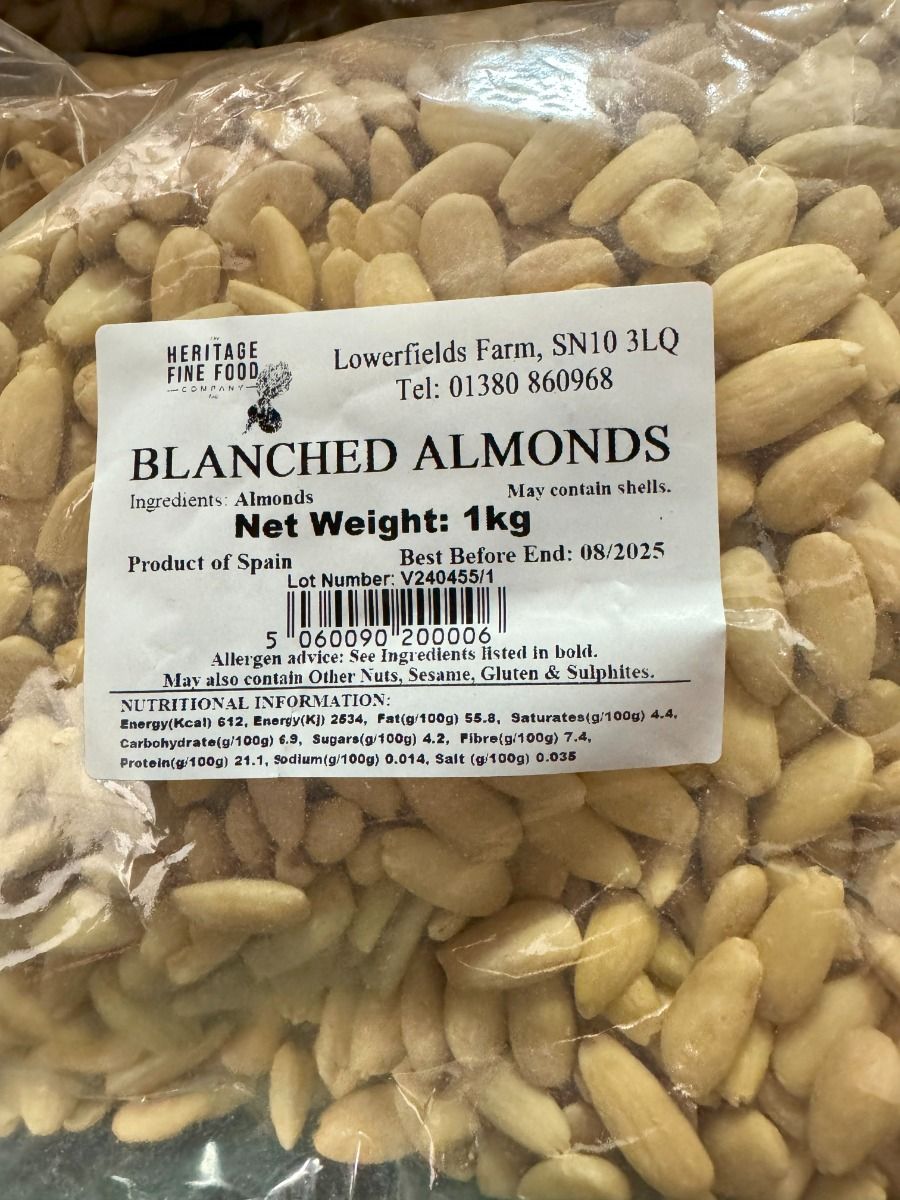 The
HERITAGE
FINE FOOD
COMPANY
Lowerfields Farm, SN10 3LQ
Tel: 01380 860968
BLANCHED ALMONDS
Ingredients: Almonds
May contain shells.
Net Weight: 1kg
Product of Spain
Best Before End: 08/2025
Lot Number: V240455/1
5 060090 200006
Allergen advice: See Ingredients listed in bold.
May also contain Other Nuts, Sesame, Gluten & Sulphites.
NUTRITIONAL INFORMATION:
Energy(Kcal) 612, Energy(Kj) 2534, Fat(g/100g) 55.8, Saturates(g/100g) 4.4,
Carbohydrate(g/100g) 6.9, Sugars(g/100g) 4.2, Fibre(g/100g) 7.4,
Protein(g/100g) 21.1, Sodium(g/100g) 0.014, Salt (g/100g) 0.035